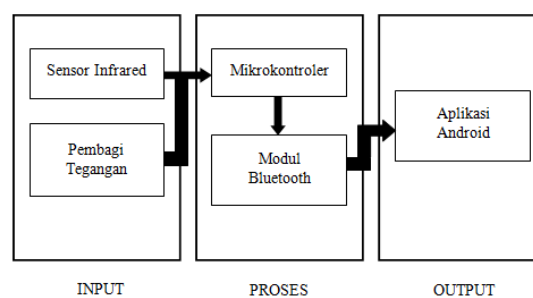 Sensor Infrared
Pembagi
Tegangan
Mikrokontroler
Modul
Bluetooth
Aplikasi
Android
INPUT
PROSES
OUTPUT